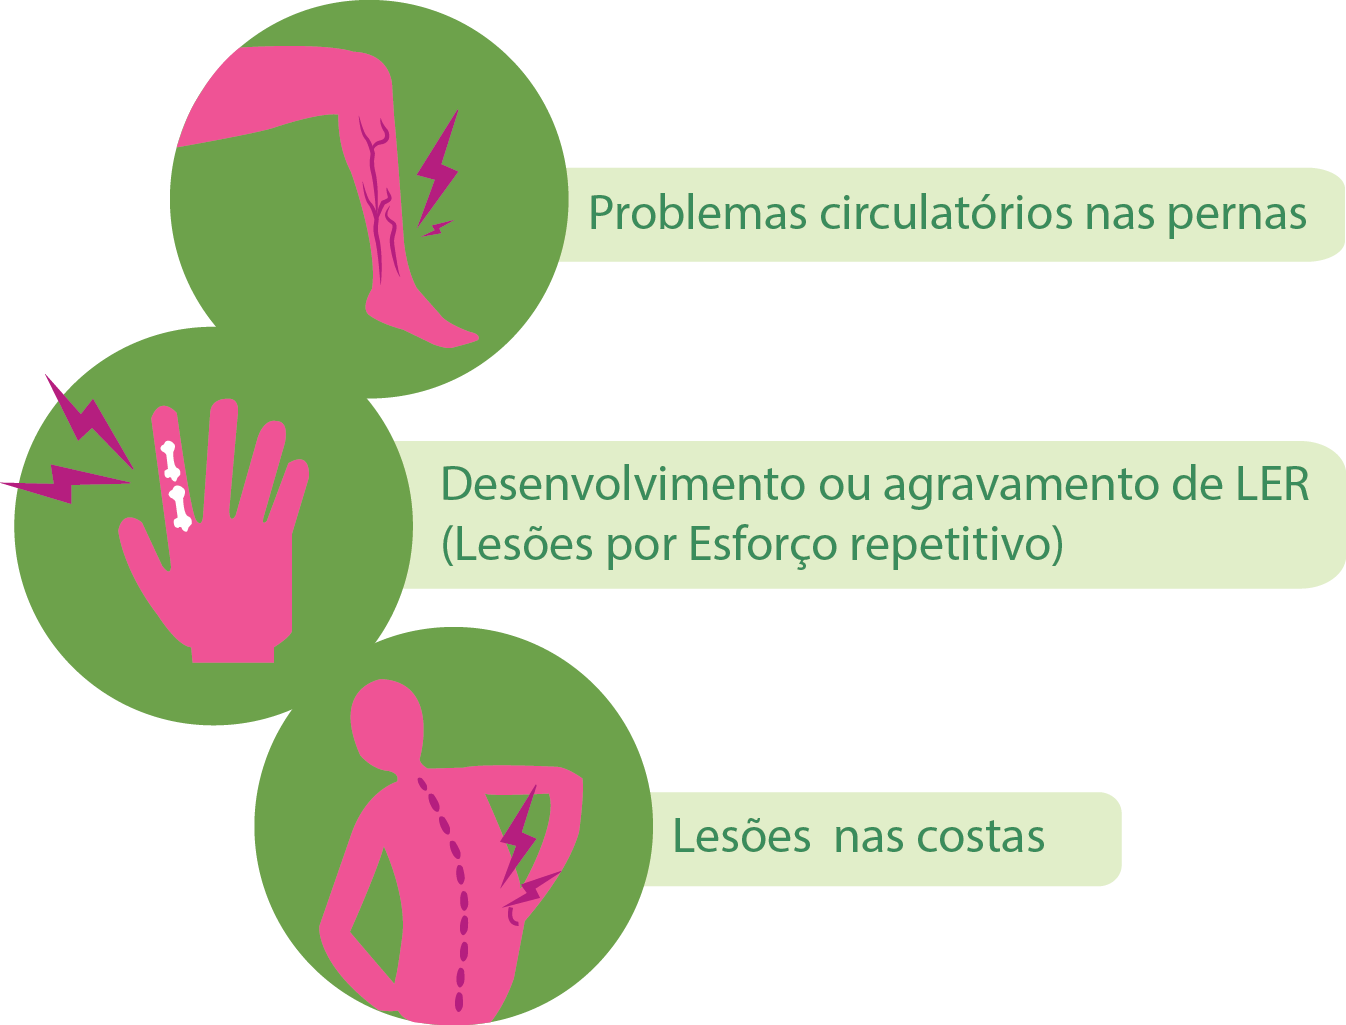 Problemas circulatórios nas pernas
Desenvolvimento ou agravamento de LER
(Lesões por Esforço repetitivo)
Lesões  nas costas